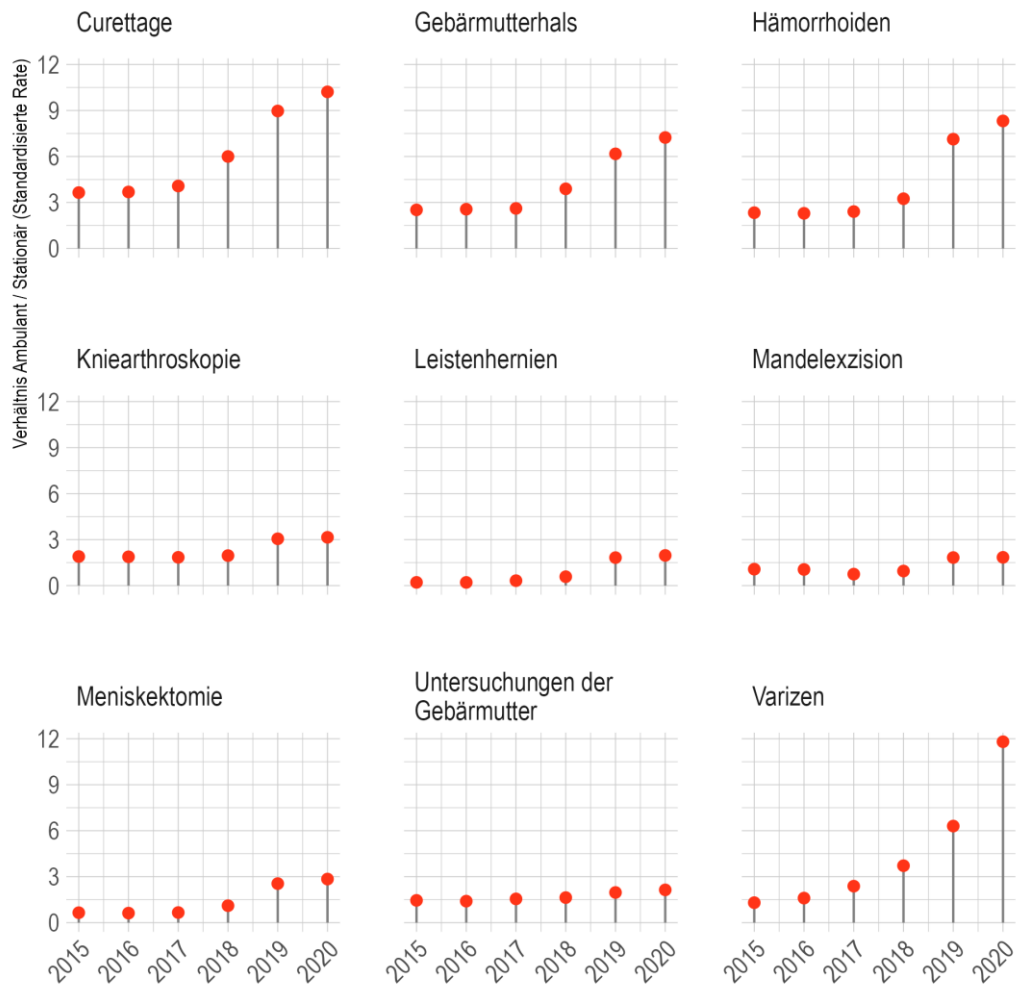 Verhältnis Ambulant / Stationär (Standardisierte Rate)
Curettage
Gebärmutterhals
Hämorrhoiden
12
9
6
3
0
Kniearthroskopie
Leistenhernien
Mandelexzision
12
9
6
3
0
Meniskektomie
Untersuchungen der
Gebärmutter
Varizen
12
9
6
3
0
2015 2016 2017 2018 2019 2020
2015 2016 2017 2018 2019 2020
2015 2016 2017 2018 2019 2020